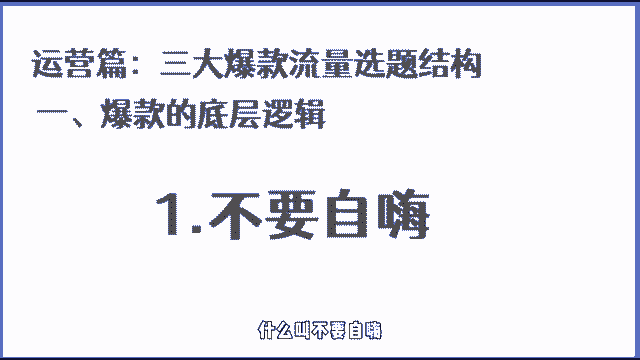 运营篇：三大爆款流量选题结构
一、爆款的底层逻辑
1.不要自嗨
什么叫不要自嗨